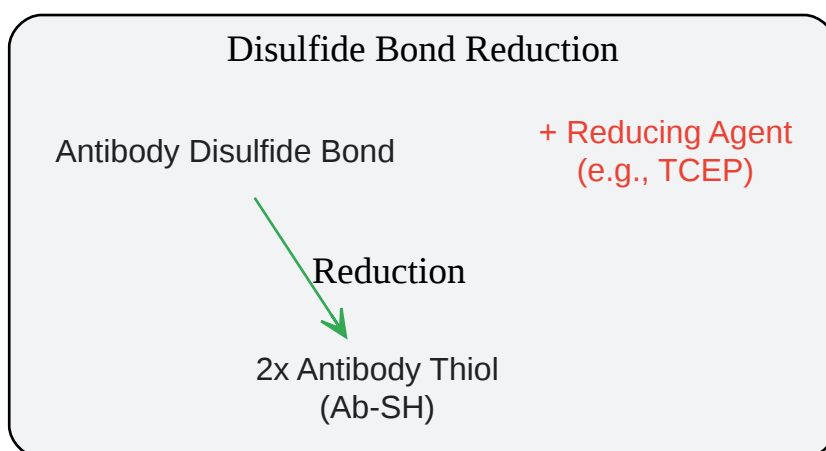 Disulfide Bond Reduction
Antibody Disulfide Bond
+ Reducing Agent
(e.g., TCEP)
Reduction
2x Antibody Thiol
(Ab-SH)